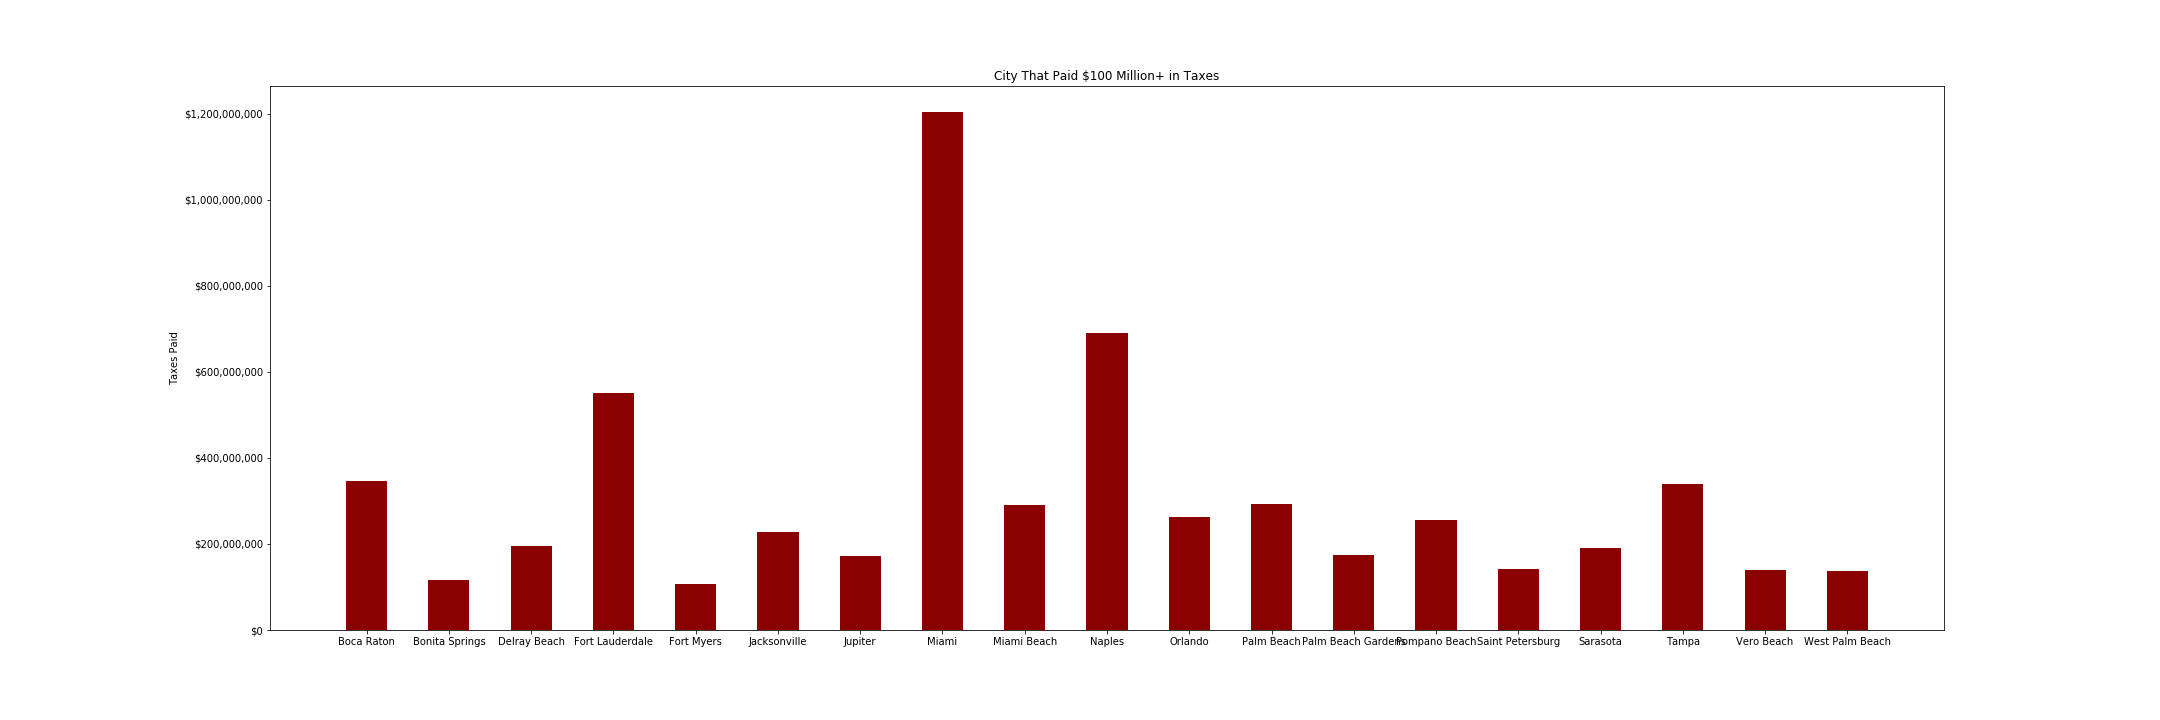 City That Paid $100 Million+ in Taxes
$1,200,000,000
$1,000,000,000
$800,000,000
$600,000,000
$400,000,000
$200,000,000
$0
Taxes Paid
Boca Raton Bonita Springs Delray Beach Fort Lauderdale Fort Myers Jacksonville Jupiter Miami Miami Beach Naples Orlando Palm Beach Palm Beach Gardens Pompano Beach Saint Petersburg Sarasota Tampa Vero Beach West Palm Beach